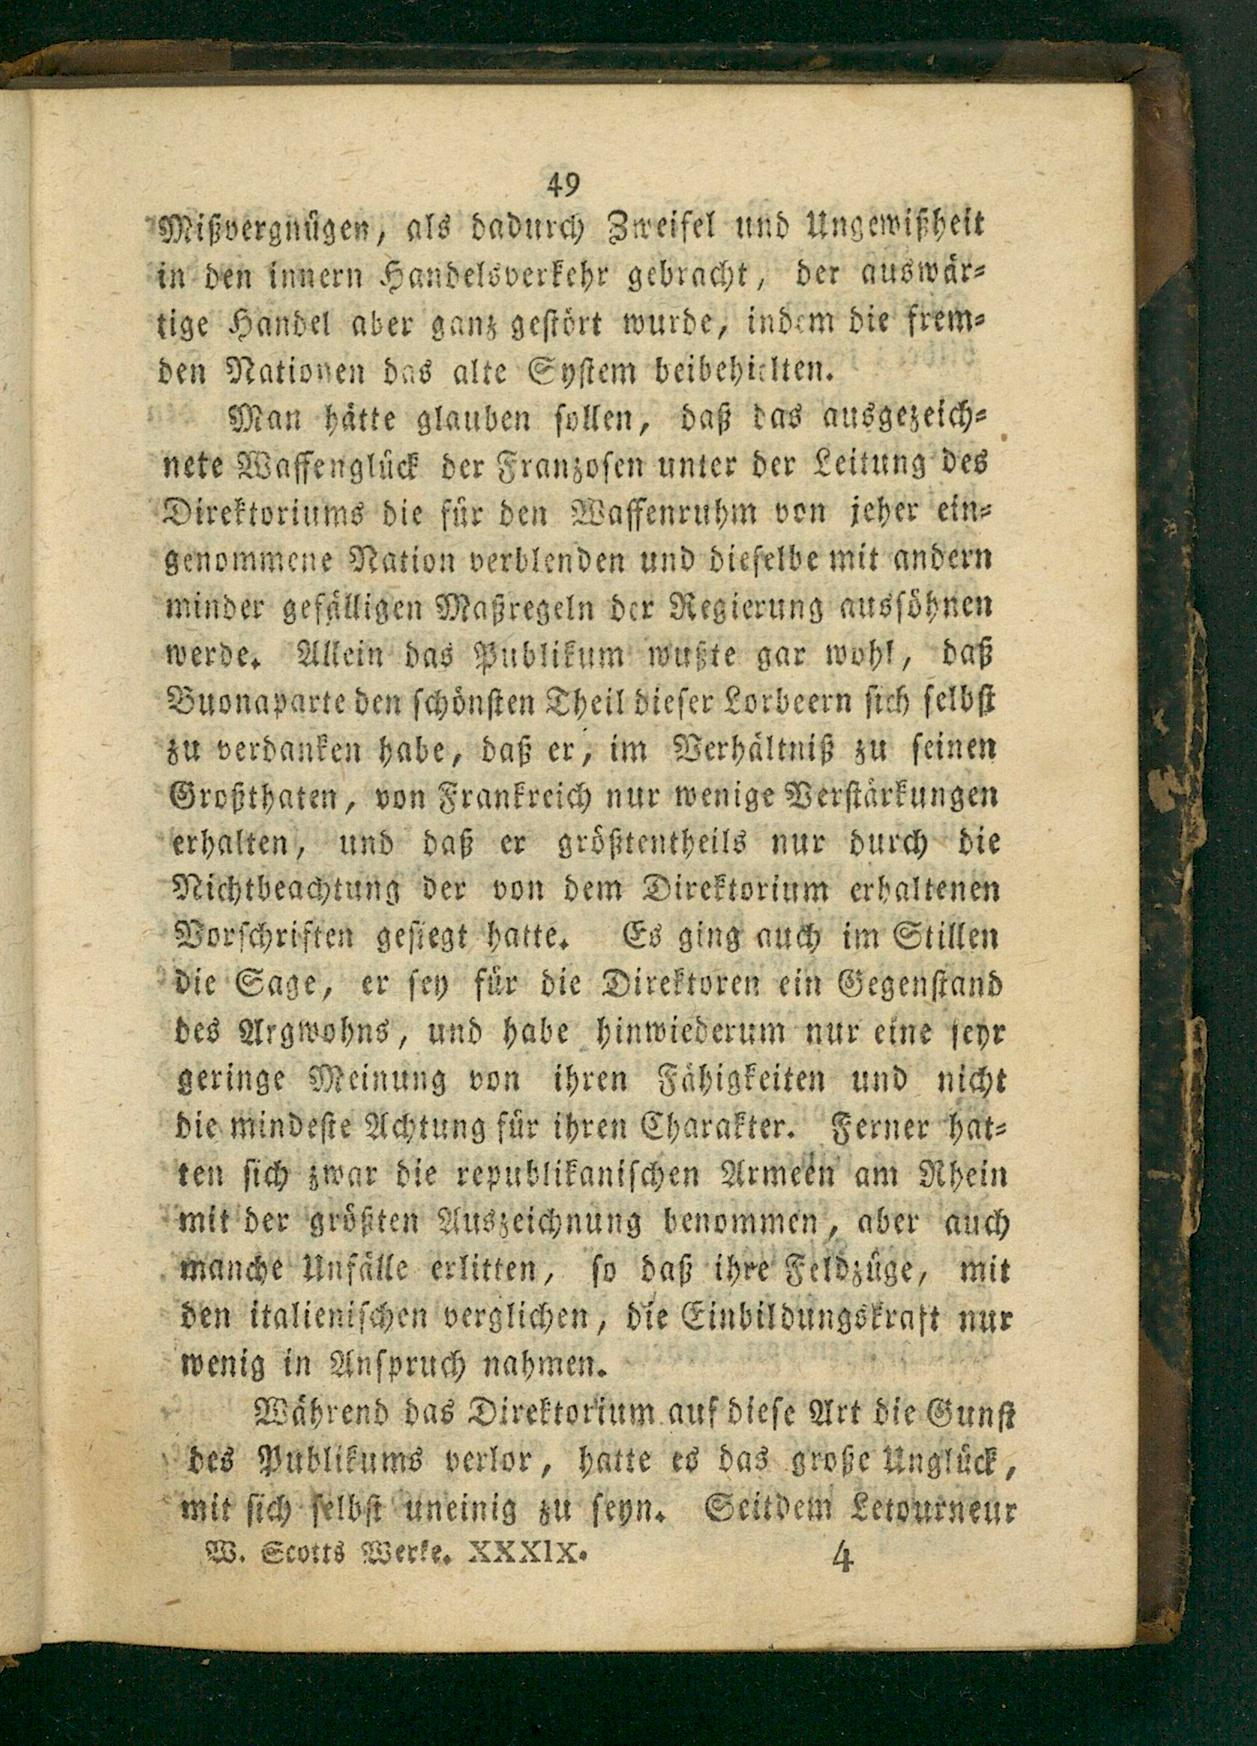 49
Mißvergnügen, als dadurch Zweifel und Ungewißheit
in den innern Handelsverkehr gebracht, der auswär=
tige Handel aber ganz gestört wurde, indem die frem=
den Nationen das alte System beibehielten.
Man hätte glauben sollen, daß das ausgezeich=
nete Waffenglück der Franzosen unter der Leitung des
Direktoriums die für den Waffenruhm von jeher ein=
genommene Nation verblenden und dieselbe mit andern
minder gefälligen Maßregeln der Regierung aussöhnen
werde. Allein das Publikum wußte gar wohl, daß
Buonaparte den schönsten Theil dieser Lorbeern sich selbst
zu verdanken habe, daß er, im Verhältniß zu seinen
Großthaten, von Frankreich nur wenige Verstärkungen
erhalten, und daß er größtentheils nur durch die
Nichtbeachtung der von dem Direktorium erhaltenen
Vorschriften gesiegt hatte. Es ging auch im Stillen
die Sage, er sey für die Direktoren ein Gegenstand
des Argwohns, und habe hinwiederum nur eine sehr
geringe Meinung von ihren Fähigkeiten und nicht
die mindeste Achtung für ihren Charakter. Ferner hat=
ten sich zwar die republikanischen Armeen am Rhein
mit der größten Auszeichnung benommen, aber auch
manche Unfälle erlitten, so daß ihre Feldzüge, mit
den italienischen verglichen, die Einbildungskraft nur
wenig in Anspruch nahmen.
Während das Direktorium auf diese Art die Gunst
des Publikums verlor, hatte es das große Unglück,
mit sich selbst uneinig zu seyn. Seitdem Letourneur
W. Scotts Werke. XXXIX. 4